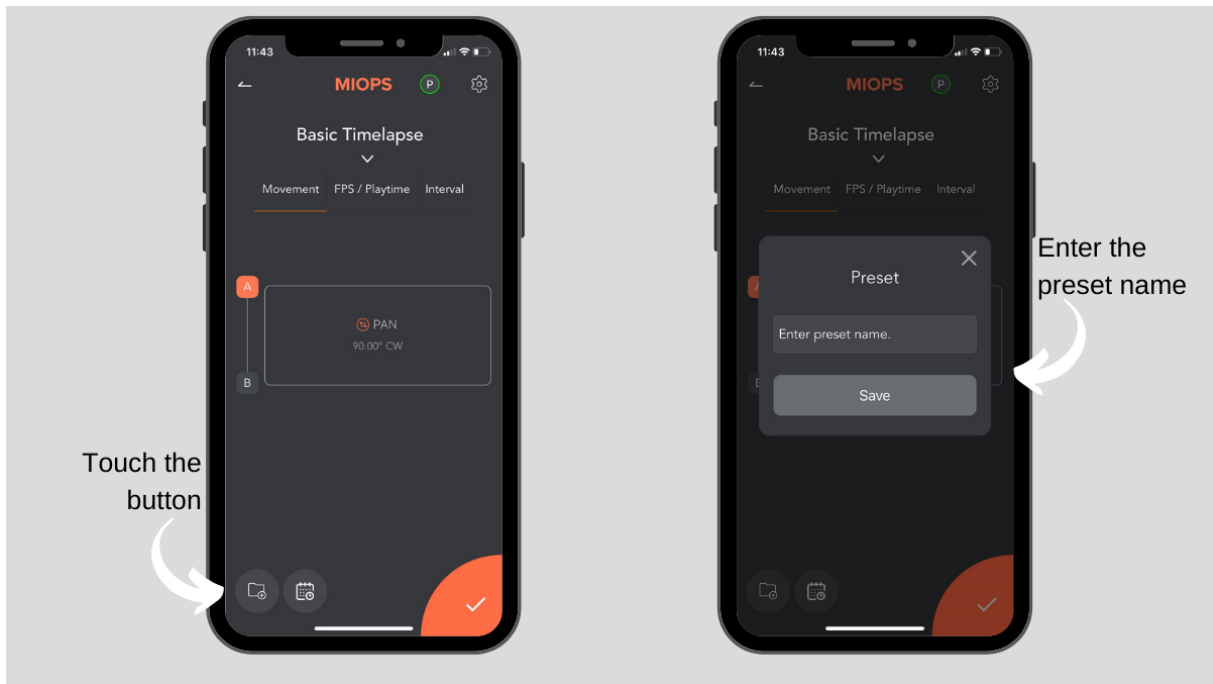 11:43
MIOPS P
Basic Timelapse
Movement FPS / Playtime Interval
A
PAN
90.00° CW
B
Touch the
button
11:43
MIOPS P
Basic Timelapse
Movement FPS / Playtime Interval
Preset
Enter preset name.
Save
Enter the
preset name